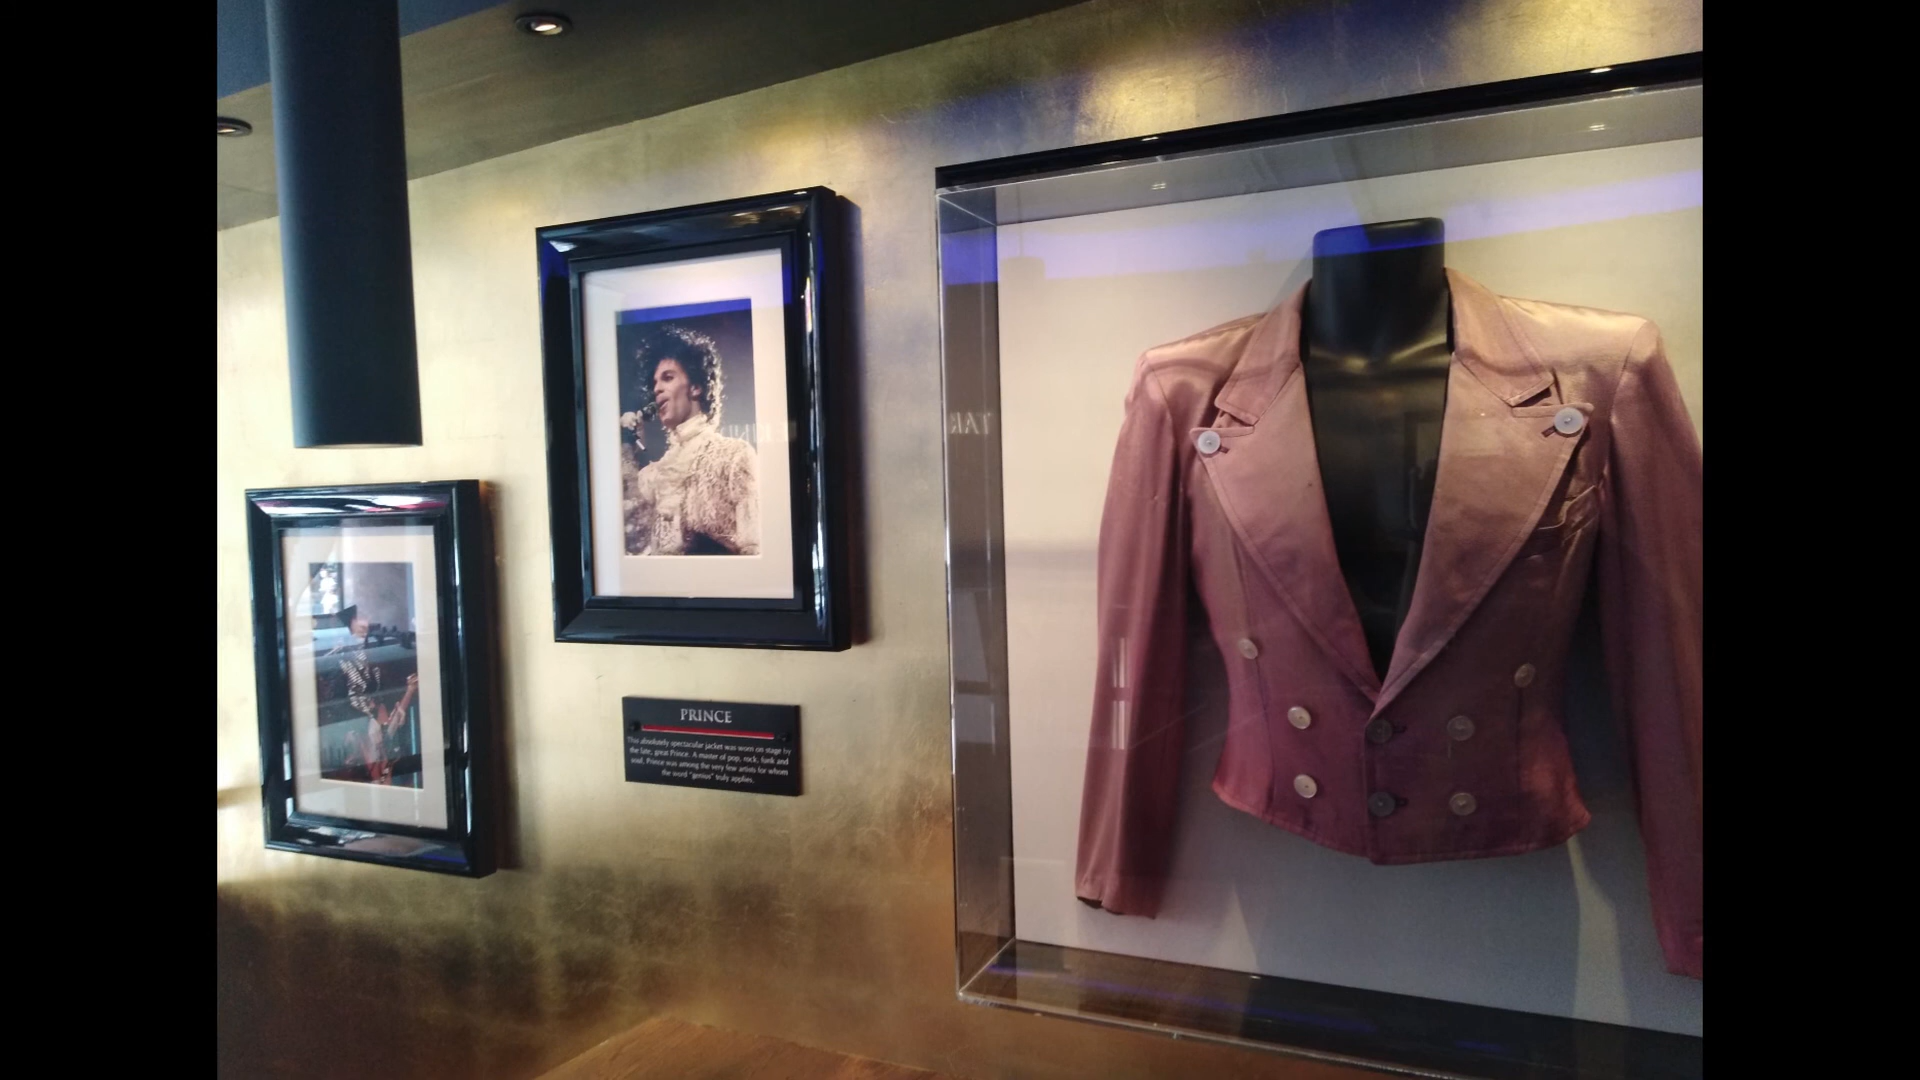 PRINCE
This absolutely spectacular jacket was worn on stage by
the late, great Prince. A master of pop, rock, funk and
soul, Prince was among the very few artists for whom
the word "genius" truly applies.